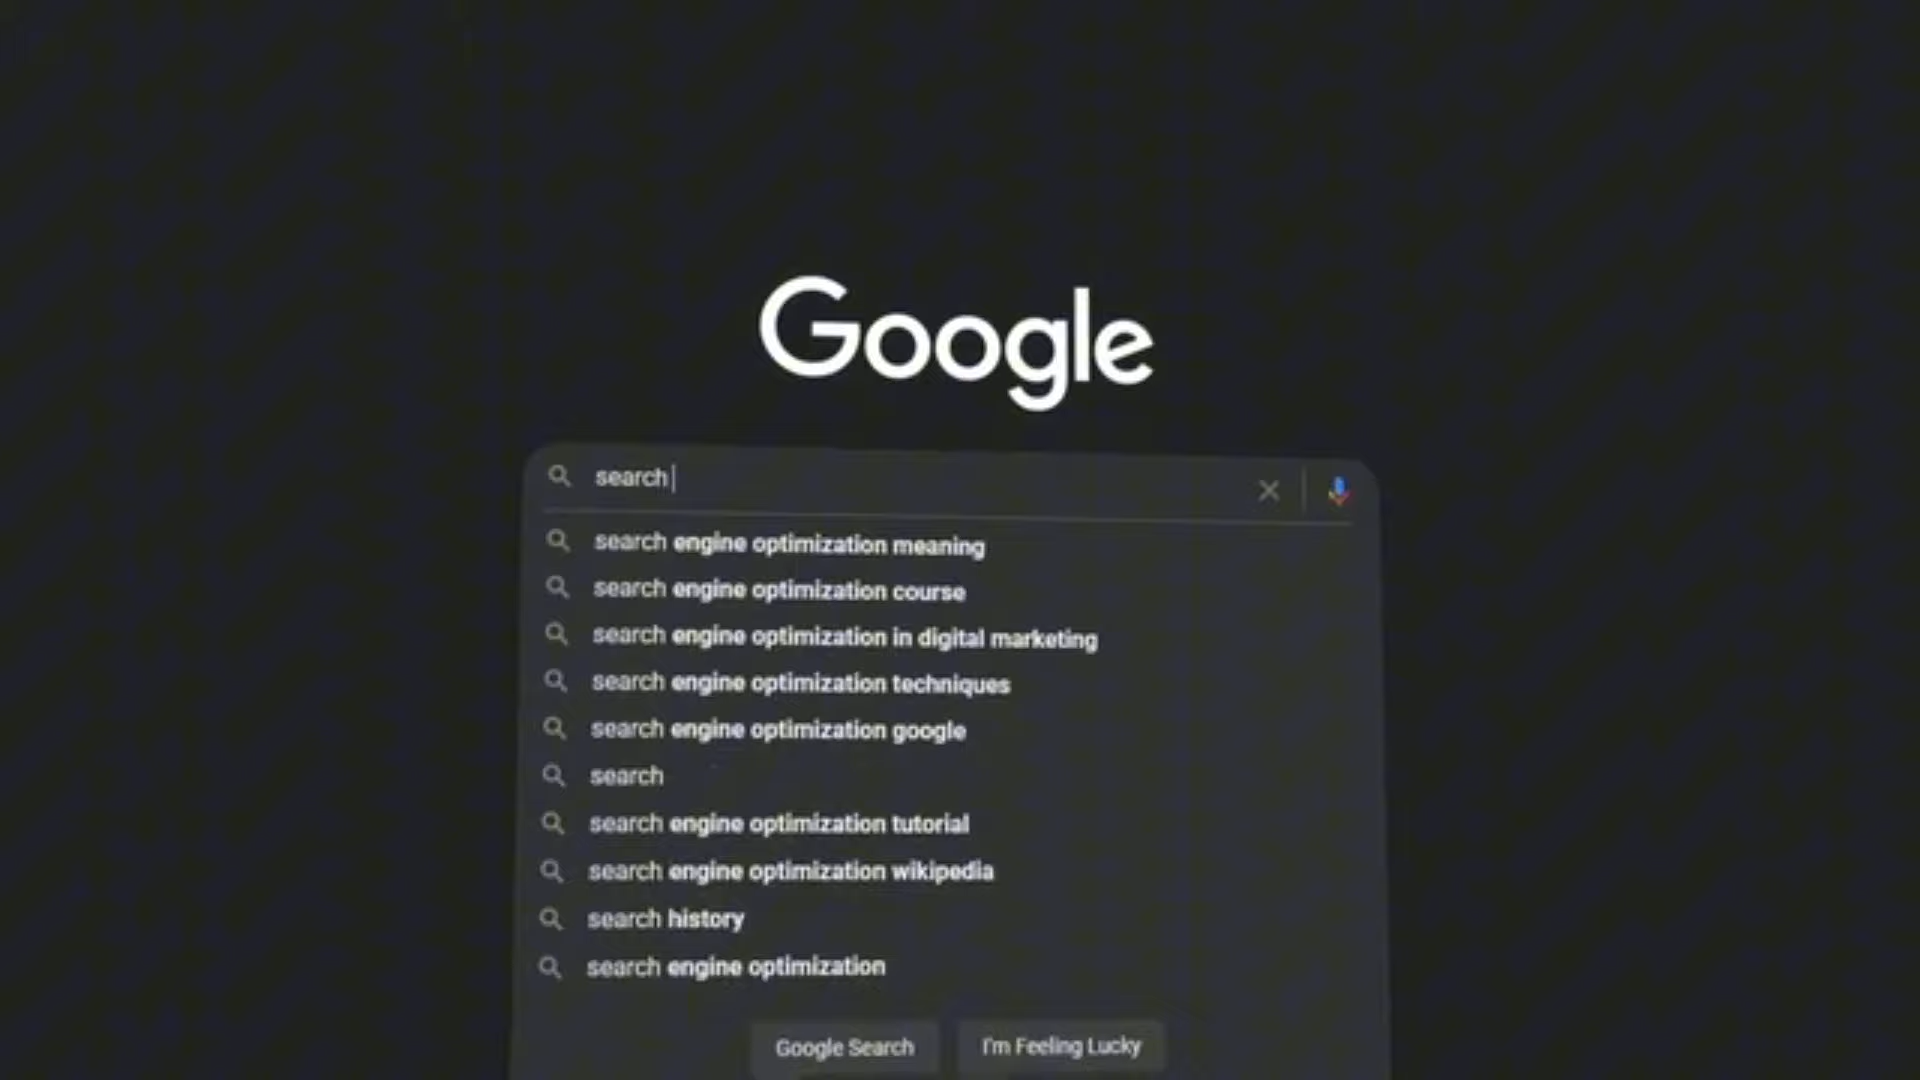 Google
search
search engine optimization meaning
search engine optimization course
search engine optimization in digital marketing
search engine optimization techniques
search engine optimization google
search
search engine optimization tutorial
search engine optimization wikipedia
search history
search engine optimization
Google Search
I'm Feeling Lucky